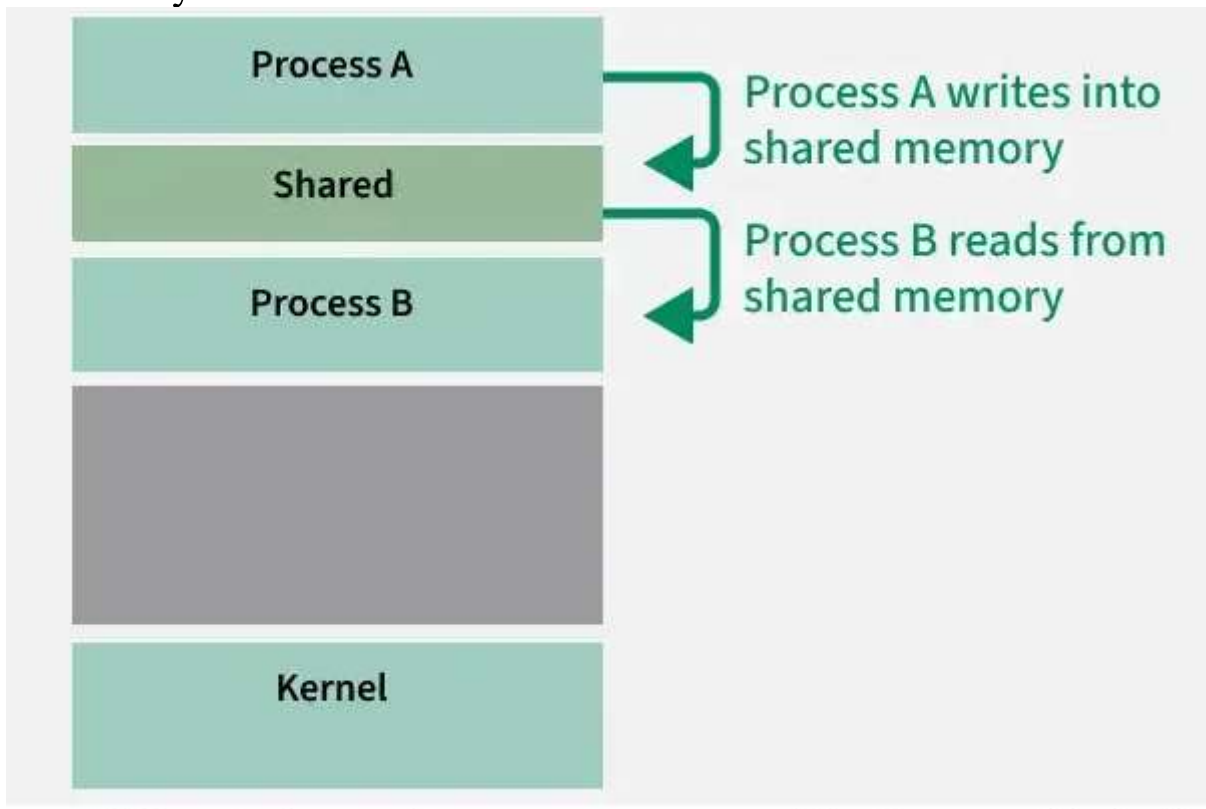 Process A
Process A writes into
shared memory
Shared
Process B reads from
shared memory
Process B
Kernel